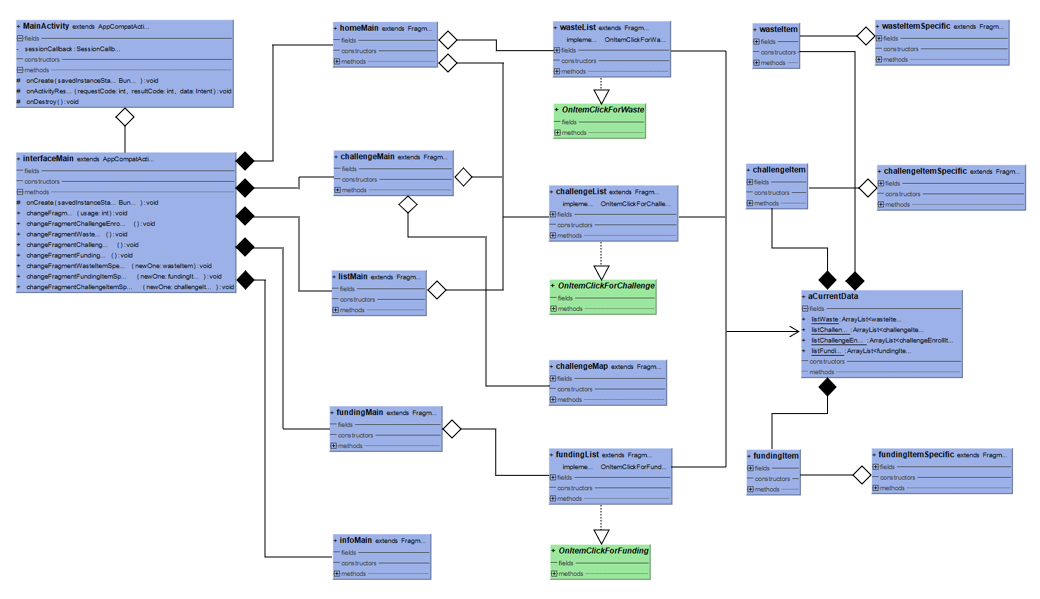 + MainActivity extends AppCompatActi...
fields
- sessionCallback : SessionCallb...
constructors
methods
# onCreate ( savedInstanceSta... Bun... ) : void
# onActivityRes... ( requestCode: int, resultCode: int, data: Intent ) : void
# onDestroy ( ) : void
+ interfaceMain extends AppCompatActi...
fields
constructors
methods
# onCreate ( savedInstanceSta... Bun... ) : void
+ changeFragm... ( usage: int ) : void
+ changeFragmentChallengeEnro... ( ) : void
+ changeFragmentWaste... ( ) : void
+ changeFragmentChalleng... ( ) : void
+ changeFragmentFunding... ( ) : void
+ changeFragmentWasteItemSpe... ( newOne: wasteItem ) : void
+ changeFragmentFundingItemSp... ( newOne: fundingIt... ) : void
+ changeFragmentChallengeItemSp... ( newOne: challengeIt... ) : void
+ homeMain extends Fragm...
fields
constructors
methods
+ challengeMain extends Fragm...
fields
constructors
methods
+ listMain extends Fragm...
fields
constructors
methods
+ fundingMain extends Fragm...
fields
constructors
methods
+ infoMain extends Fragm...
fields
constructors
methods
+ wasteList extends Fragm...
impleme... OnItemClickForWa...
fields
constructors
methods
+ OnItemClickForWaste
fields
methods
+ challengeList extends Fragm...
impleme... OnItemClickForChalle...
fields
constructors
methods
+ OnItemClickForChallenge
fields
methods
+ challengeMap extends Fragm...
fields
constructors
methods
+ fundingList extends Fragm...
impleme... OnItemClickForFund...
fields
constructors
methods
+ OnItemClickForFunding
fields
methods
+ wasteItem
fields
constructors
methods
+ wasteItemSpecific extends Fragm...
fields
constructors
methods
+ challengeItem
fields
constructors
methods
+ challengeItemSpecific extends Fragm...
fields
constructors
methods
+ aCurrentData
fields
+ listWaste : ArrayList<wasteIte...
+ listChallen... : ArrayList<challengeIte...
+ listChallengeEn... : ArrayList<challengeEnrollIt...
+ listFundi... : ArrayList<fundingIte...
constructors
methods
+ fundingItem
fields
constructors
methods
+ fundingItemSpecific extends Fragm...
fields
constructors
methods